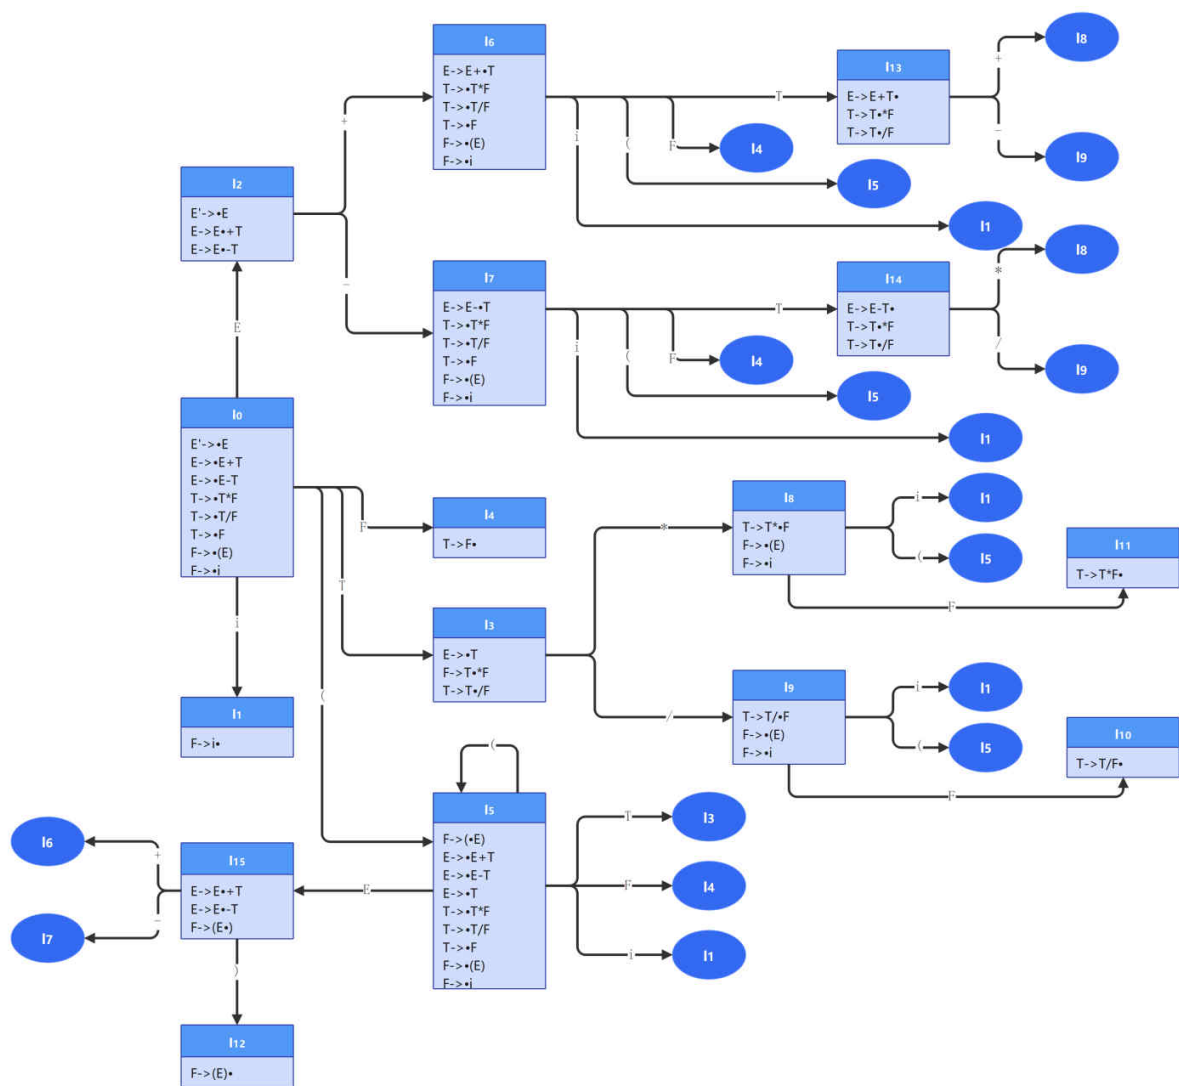 I6
E->E+•T
T->•T*F
T->•T/F
T->•F
F->•(E)
F->•i
+
i
(
F
T
I4
I5
I1
I13
E->E+T•
T->T•*F
T->T•/F
+
-
I8
I9
I2
E'->•E
E->E•+T
E->E•-T
-
E
I7
E->E-•T
T->•T*F
T->•T/F
T->•F
F->•(E)
F->•i
i
(
F
T
I4
I5
I1
I14
E->E-T•
T->T•*F
T->T•/F
*
/
I8
I9
I0
E'->•E
E->•E+T
E->•E-T
T->•T*F
T->•T/F
T->•F
F->•(E)
F->•i
i
(
T
F
I4
T->F•
I3
E->•T
F->T•*F
T->T•/F
*
/
I8
T->T*•F
F->•(E)
F->•i
i
(
F
I1
I5
I11
T->T*F•
I9
T->T/•F
F->•(E)
F->•i
i
(
F
I1
I5
I10
T->T/F•
I1
F->i•
(
I5
F->(•E)
E->•E+T
E->•E-T
E->•T
T->•T*F
T->•T/F
T->•F
F->•(E)
F->•i
T
F
i
I3
I4
I1
E
I15
E->E•+T
E->E•-T
F->(E•)
+
-
I6
I7
)
I12
F->(E)•